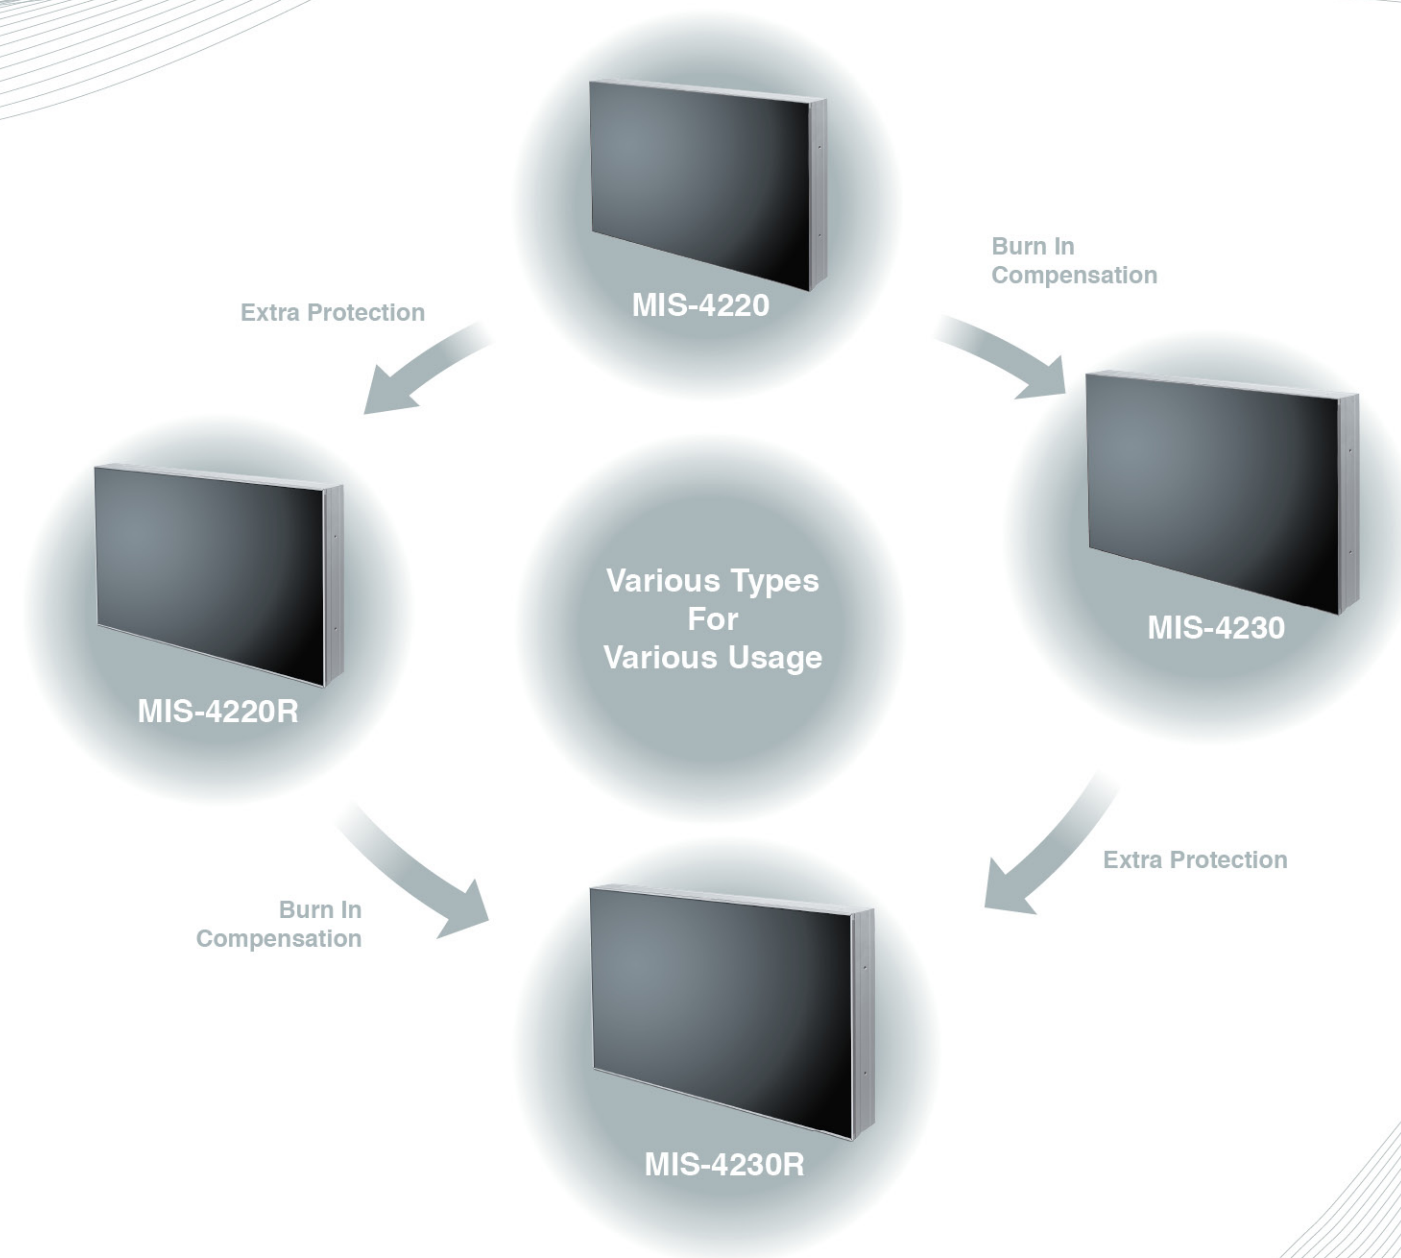 MIS-4220
Burn In
Compensation
Extra Protection
MIS-4230
MIS-4220R
Various Types
For
Various Usage
Extra Protection
Burn In
Compensation
MIS-4230R